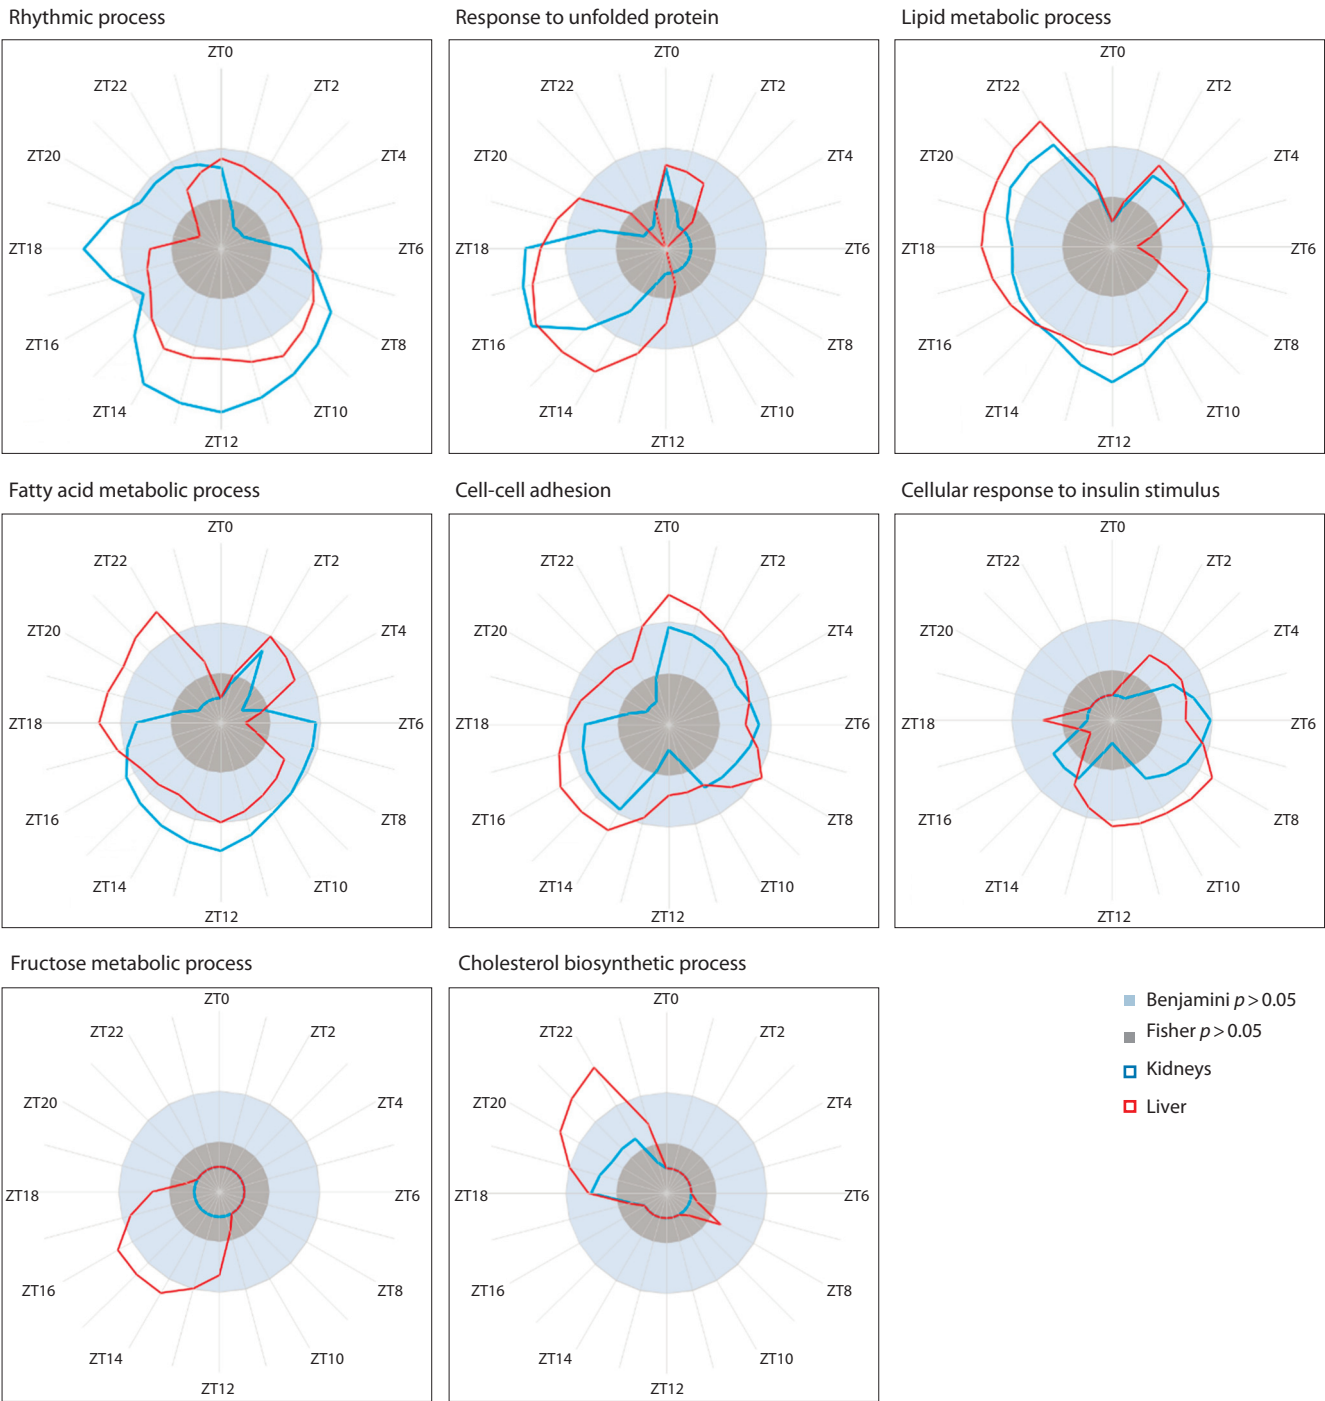 Rhythmic process
ZT0
ZT22
ZT2
ZT20
ZT4
ZT18
ZT6
ZT16
ZT8
ZT14
ZT10
ZT12
Response to unfolded protein
ZT0
ZT22
ZT2
ZT20
ZT4
ZT18
ZT6
ZT16
ZT8
ZT14
ZT10
ZT12
Lipid metabolic process
ZT0
ZT22
ZT2
ZT20
ZT4
ZT18
ZT6
ZT16
ZT8
ZT14
ZT10
ZT12
Fatty acid metabolic process
ZT0
ZT22
ZT2
ZT20
ZT4
ZT18
ZT6
ZT16
ZT8
ZT14
ZT10
ZT12
Cell-cell adhesion
ZT0
ZT22
ZT2
ZT20
ZT4
ZT18
ZT6
ZT16
ZT8
ZT14
ZT10
ZT12
Cellular response to insulin stimulus
ZT0
ZT22
ZT2
ZT20
ZT4
ZT18
ZT6
ZT16
ZT8
ZT14
ZT10
ZT12
Fructose metabolic process
ZT0
ZT22
ZT2
ZT20
ZT4
ZT18
ZT6
ZT16
ZT8
ZT14
ZT10
ZT12
Cholesterol biosynthetic process
ZT0
ZT22
ZT2
ZT20
ZT4
ZT18
ZT6
ZT16
ZT8
ZT14
ZT10
ZT12
Benjamini p > 0.05
Fisher p > 0.05
Kidneys
Liver